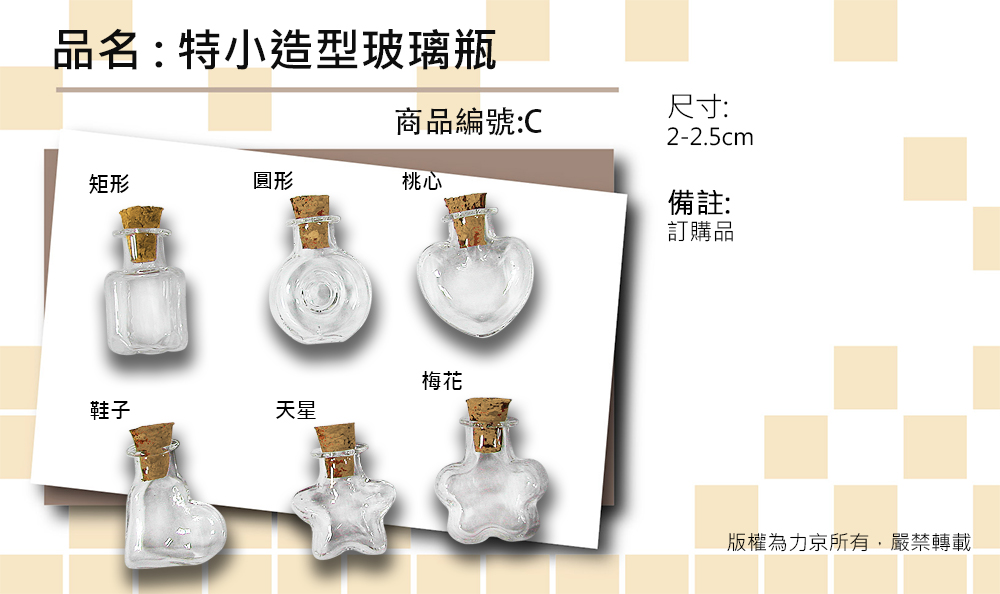 品名 : 特小造型玻璃瓶
商品編號:C
尺寸:
2-2.5cm
備註:
訂購品
矩形
圓形
桃心
鞋子
天星
梅花
版權為力京所有，嚴禁轉載